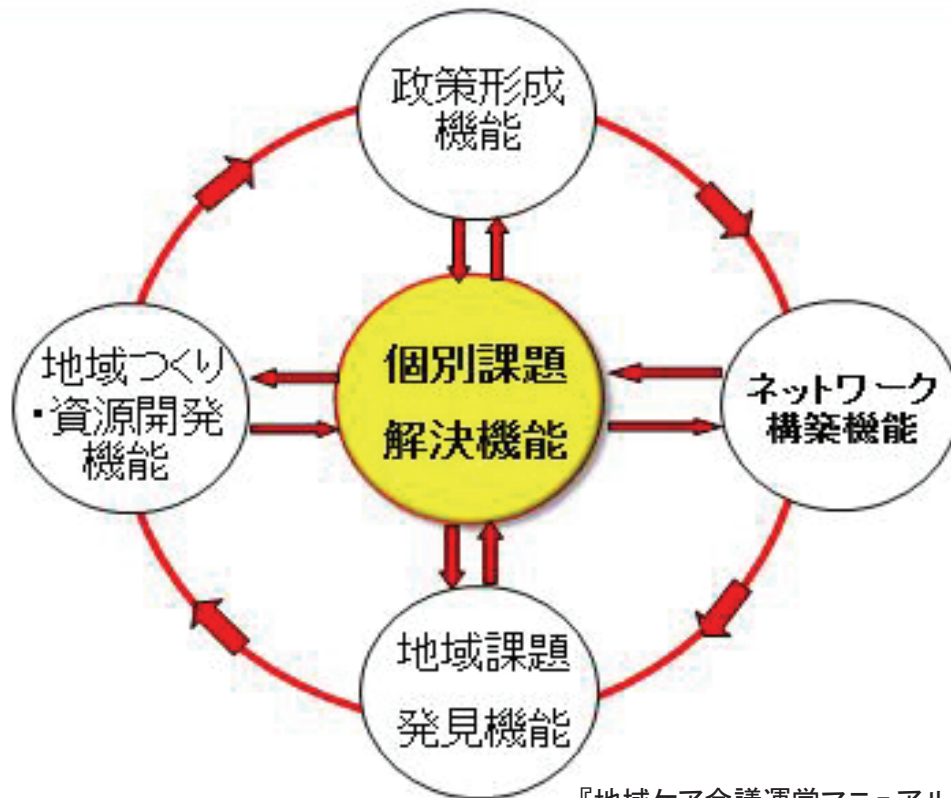 政策形成
機能
個別課題
解決機能
地域づくり
・資源開発
機能
ネットワーク
構築機能
地域課題
発見機能